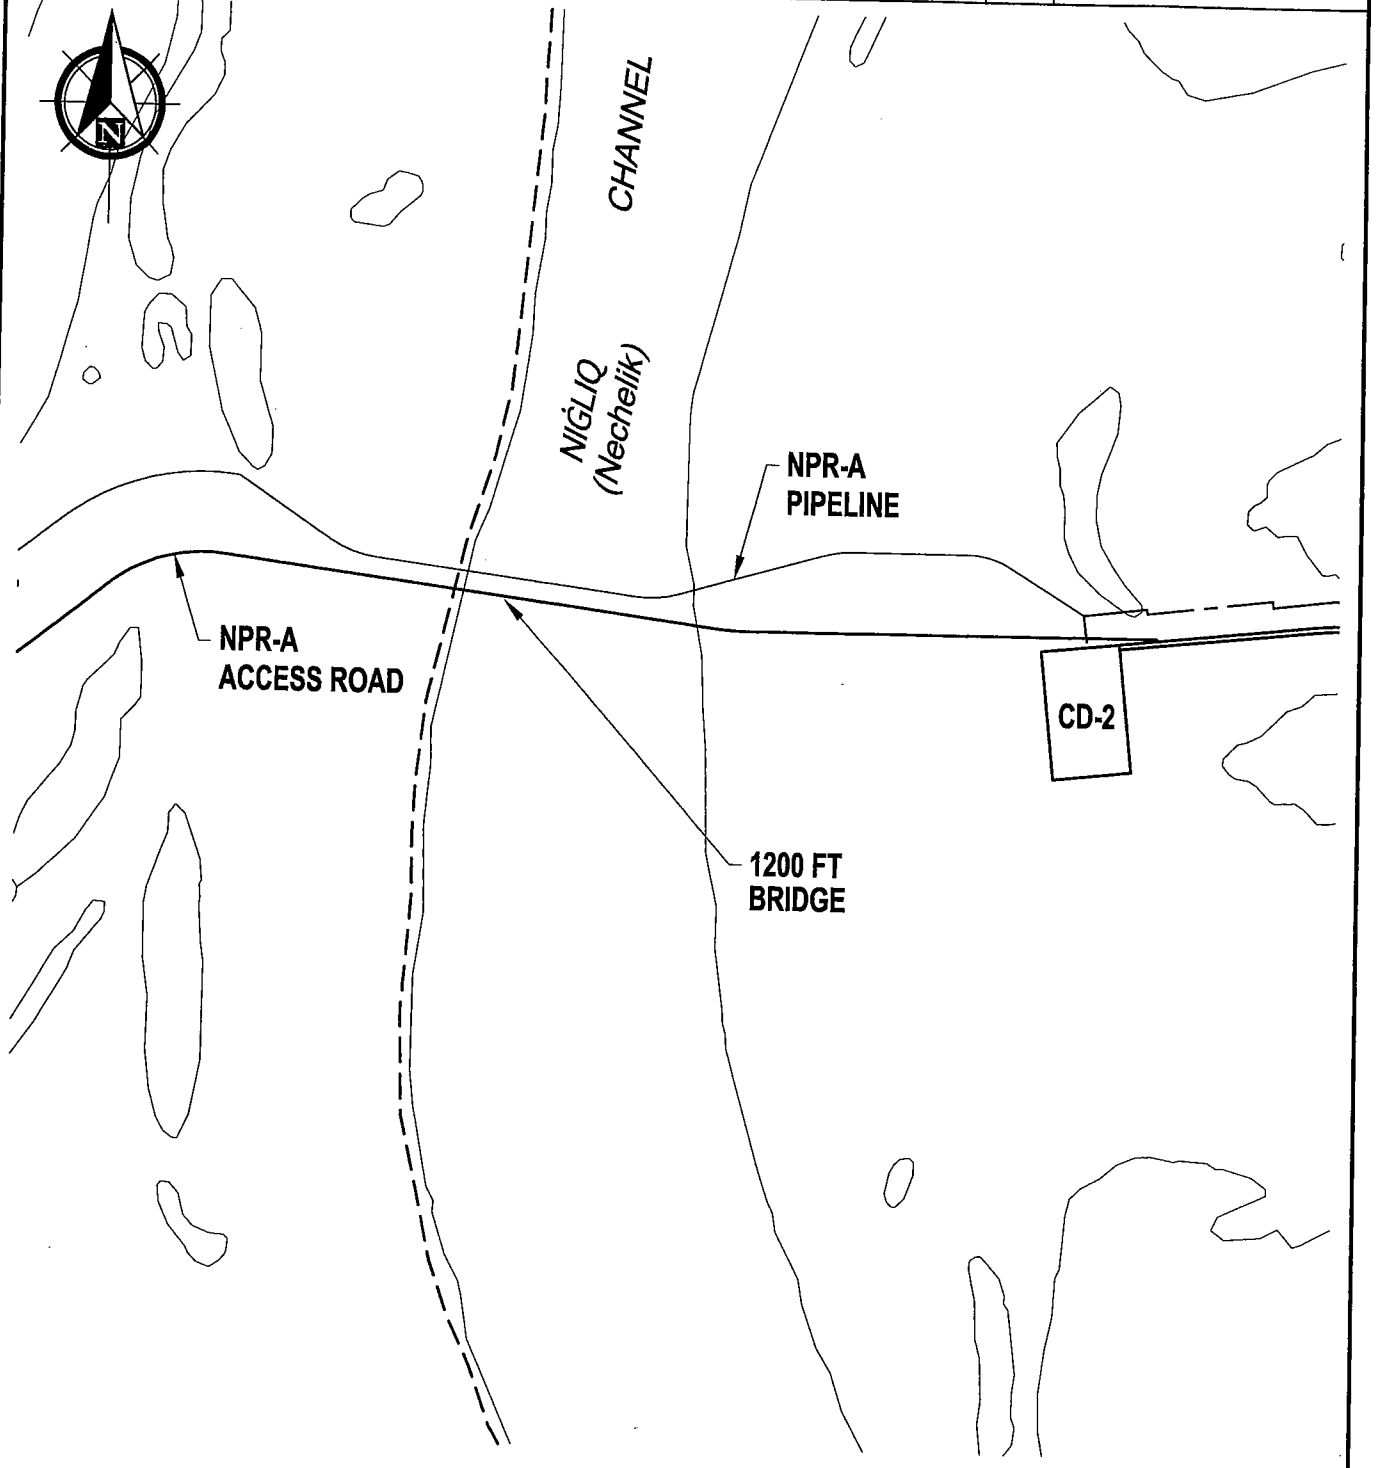 N
CHANNEL
NIĠLIQ
(Nechelik)
NPR-A
PIPELINE
NPR-A
ACCESS ROAD
CD-2
1200 FT
BRIDGE